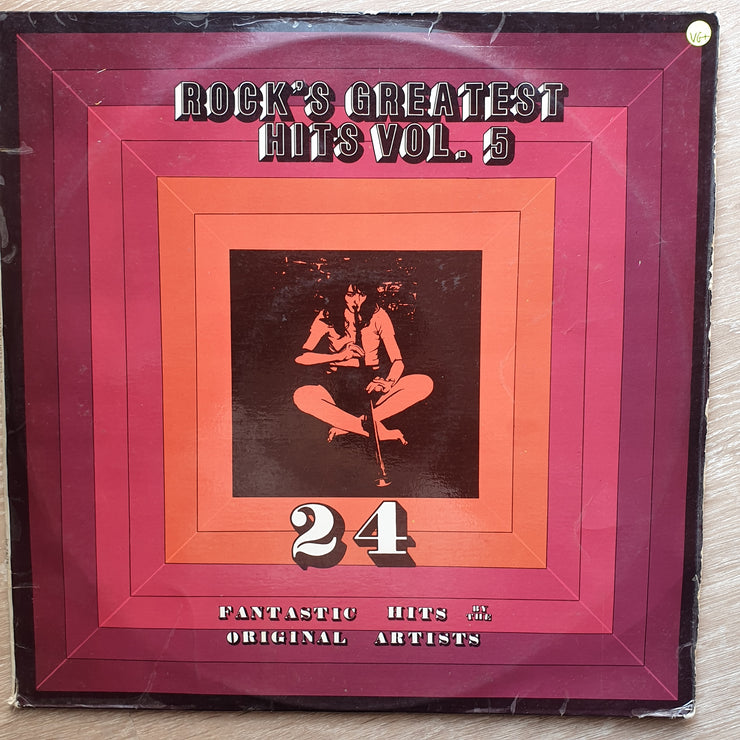 VG+
ROCK'S GREATEST
HITS VOL. 5
24
FANTASTIC HITS BY THE
ORIGINAL ARTISTS